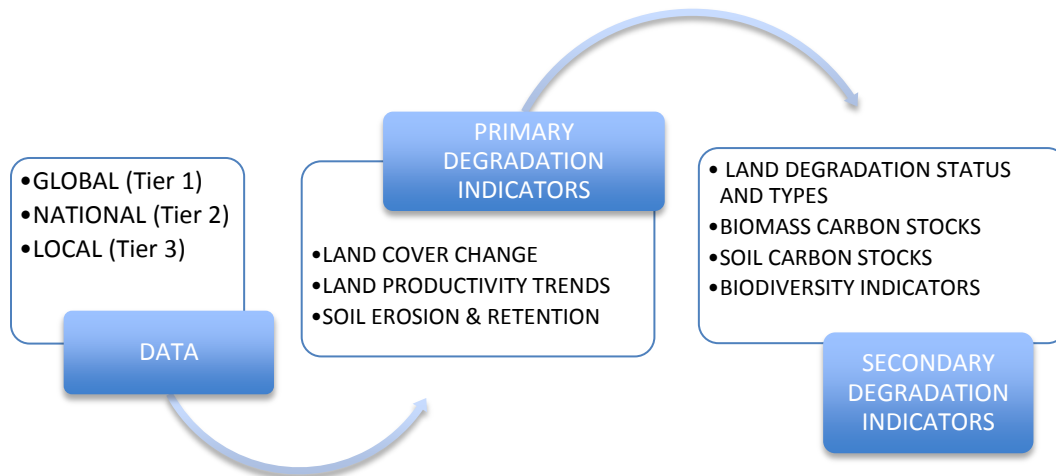 •GLOBAL (Tier 1)
•NATIONAL (Tier 2)
•LOCAL (Tier 3)
DATA
PRIMARY
DEGRADATION
INDICATORS
•LAND COVER CHANGE
•LAND PRODUCTIVITY TRENDS
•SOIL EROSION & RETENTION
• LAND DEGRADATION STATUS
AND TYPES
•BIOMASS CARBON STOCKS
•SOIL CARBON STOCKS
•BIODIVERSITY INDICATORS
SECONDARY
DEGRADATION
INDICATORS